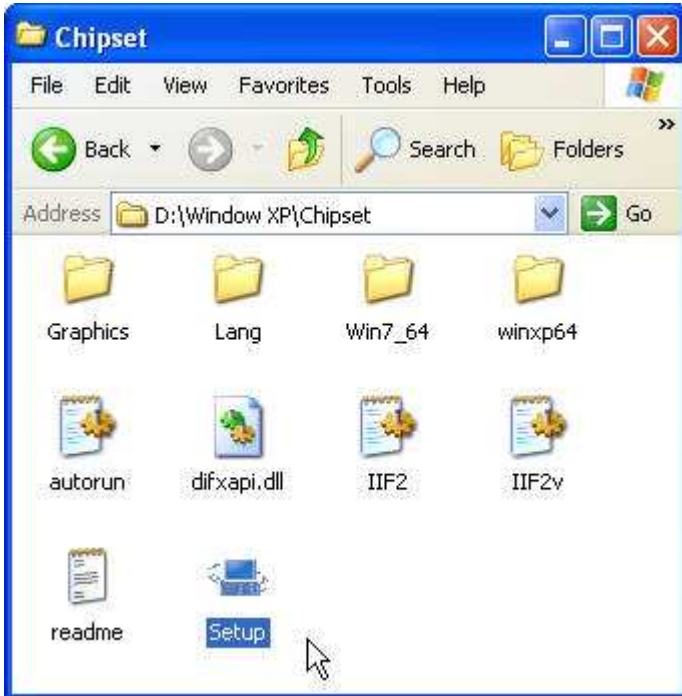 Chipset
File Edit View Favorites Tools Help
Back Search Folders »
Address D:\Window XP\Chipset Go
Graphics Lang Win7_64 winxp64
autorun difxapi.dll IIF2 IIF2v
readme Setup